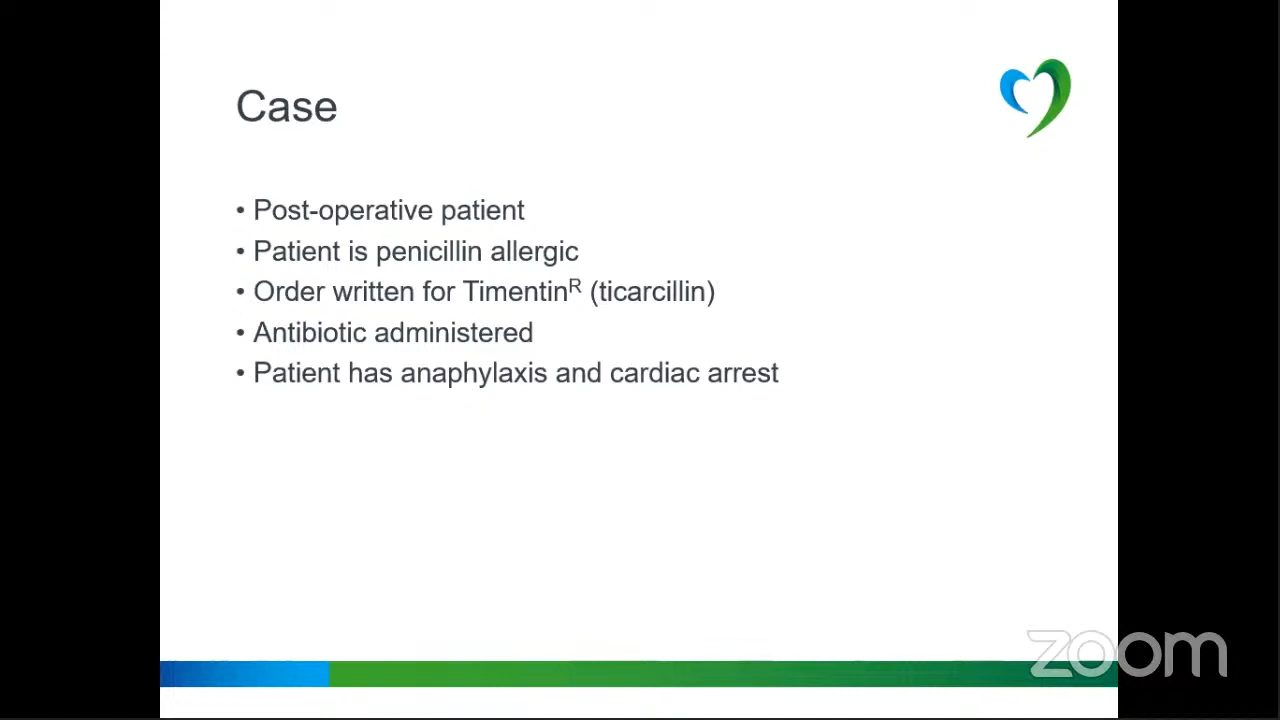 Case
• Post-operative patient
• Patient is penicillin allergic
• Order written for Timentinᴿ (ticarcillin)
• Antibiotic administered
• Patient has anaphylaxis and cardiac arrest
zoom